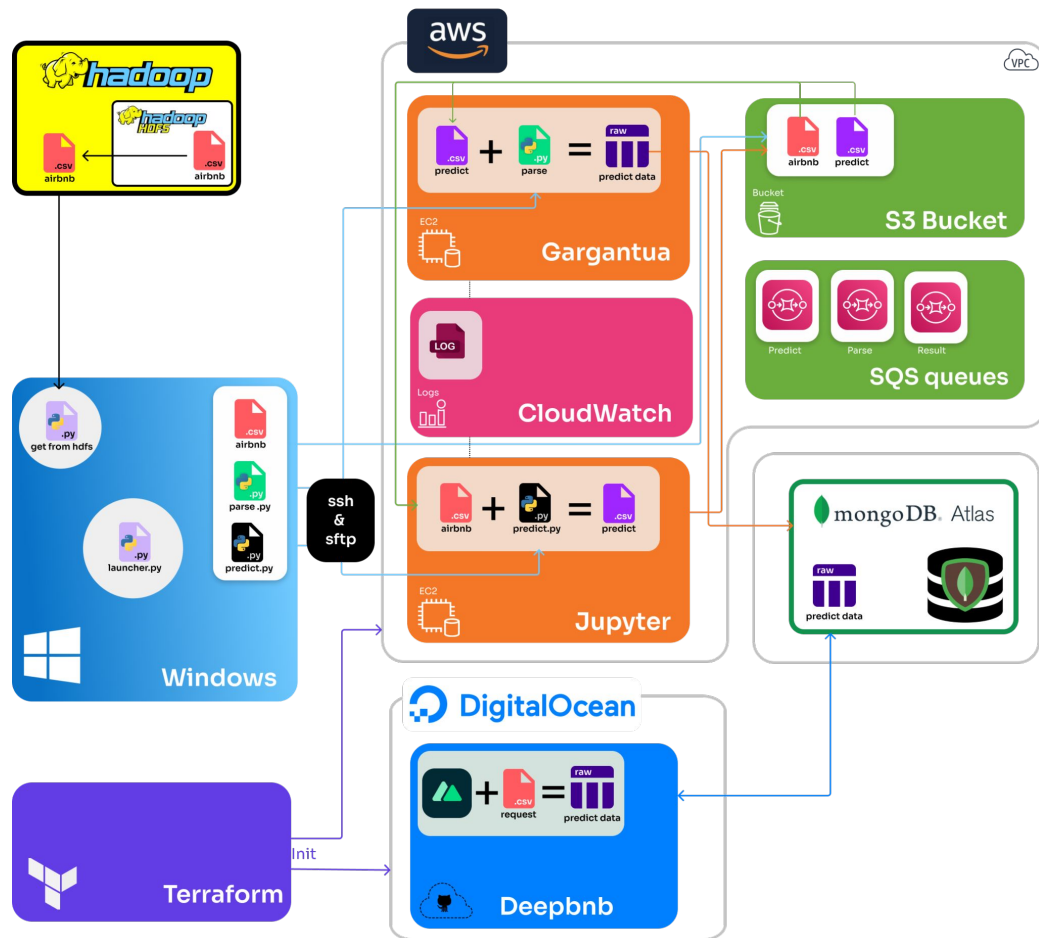 aws
VPC
hadoop
hadoop
HDFS
.csv
airbnb
.csv
airbnb
.csv
predict
+
.py
parse
=
raw
predict data
EC2
Gargantua
.csv
airbnb
.csv
predict
Bucket
S3 Bucket
LOG
Logs
CloudWatch
Predict
Parse
Result
SQS queues
.py
get from hdfs
.csv
airbnb
.py
parse .py
.py
launcher.py
.py
predict.py
Windows
ssh
&
sftp
.csv
airbnb
+
.py
predict.py
=
.csv
predict
EC2
Jupyter
mongoDB. Atlas
raw
predict data
DigitalOcean
+
.csv
request
=
raw
predict data
Deepbnb
Init
Terraform